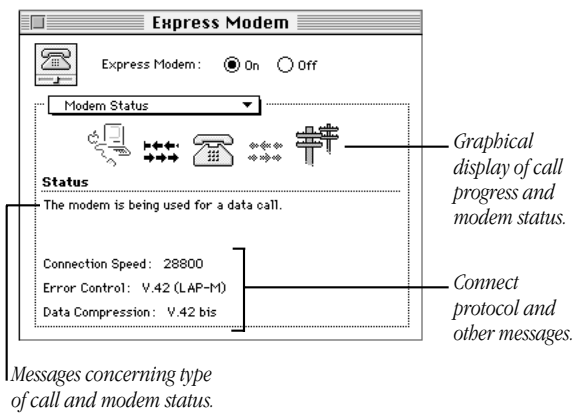 Express Modem
Express Modem: On Off
Modem Status
Status
The modem is being used for a data call.
Connection Speed: 28800
Error Control: V.42 (LAP-M)
Data Compression: V.42 bis
Graphical
display of call
progress and
modem status.
Connect
protocol and
other messages.
Messages concerning type
of call and modem status.